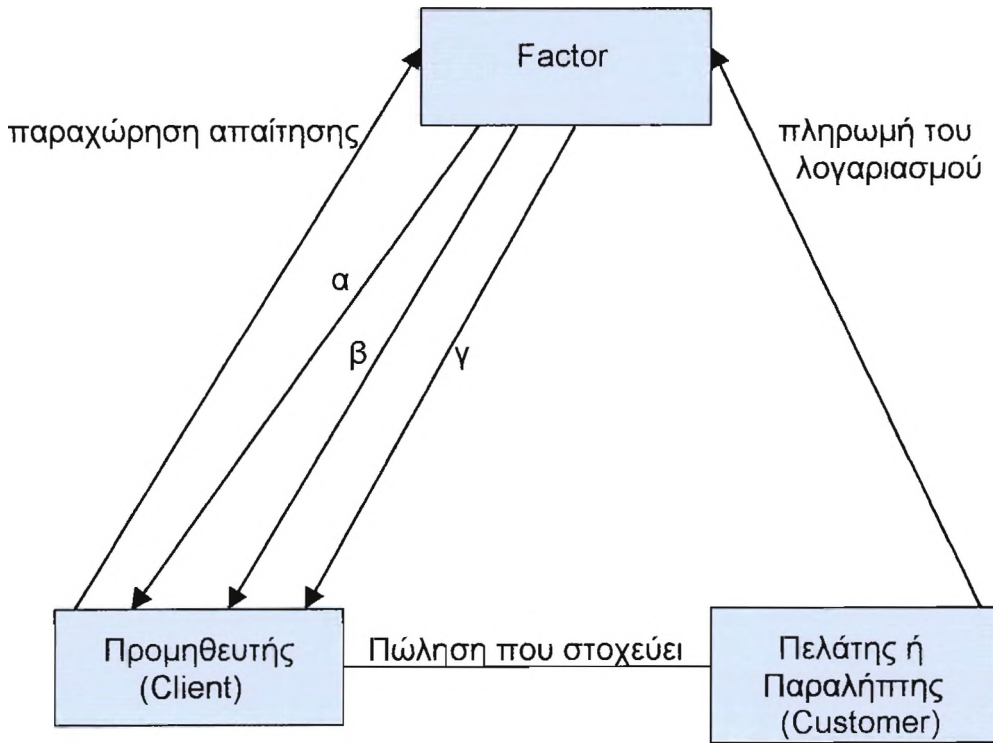 Factor
παραχώρηση απαίτησης
πληρωμή του
λογαριασμού
α
β
γ
Προμηθευτής
(Client)
Πώληση που στοχεύει
Πελάτης ή
Παραλήπτης
(Customer)